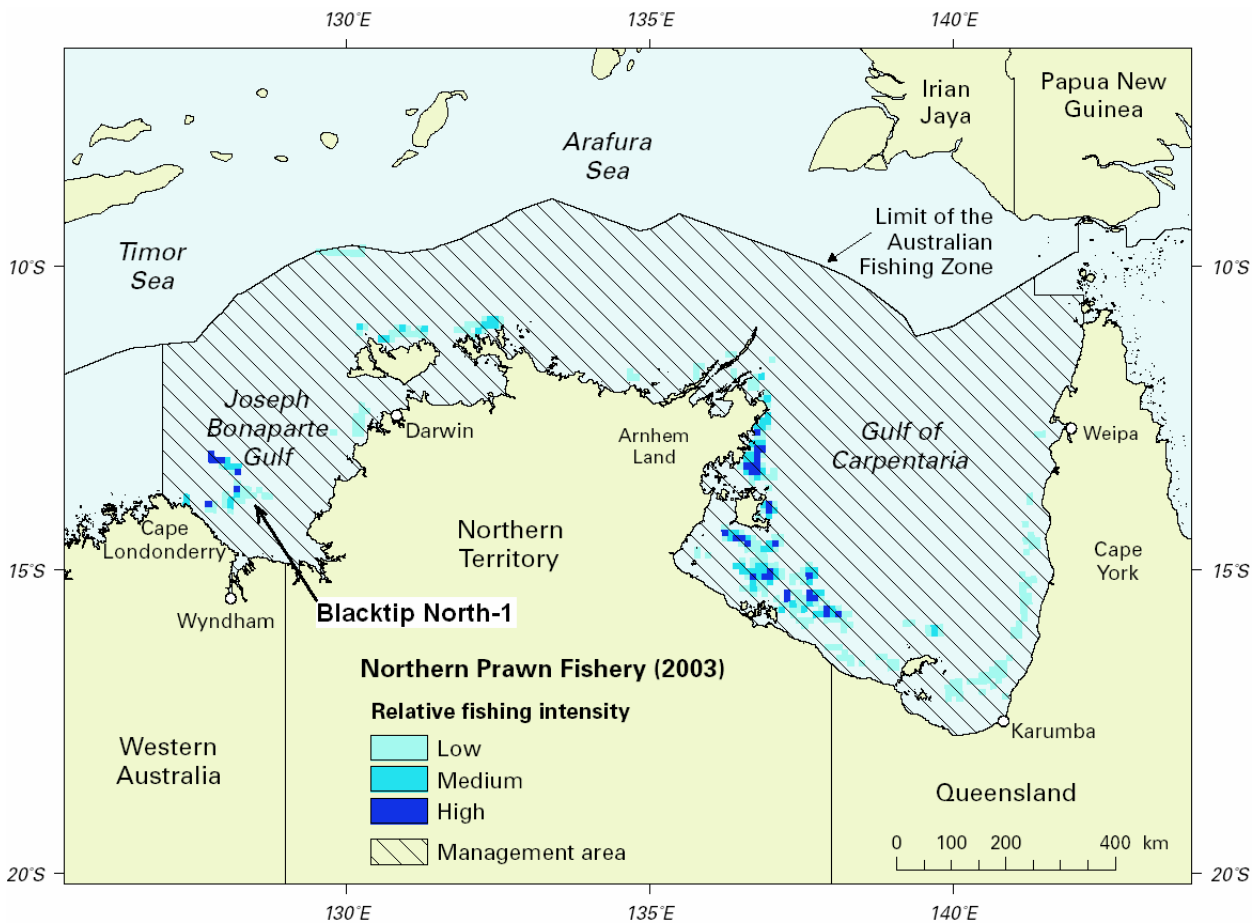 130°E
135°E
140°E
Irian
Jaya
Papua New
Guinea
Arafura
Sea
Limit of the
Australian
Fishing Zone
Timor
Sea
10°S
10°S
Joseph
Bonaparte
Gulf
Darwin
Arnhem
Land
Gulf of
Carpentaria
Weipa
Cape
Londonderry
Northern
Territory
Cape
York
15°S
15°S
Wyndham
Blacktip North-1
Northern Prawn Fishery (2003)
Relative fishing intensity
Low
Medium
High
Management area
Western
Australia
Karumba
Queensland
0 100 200 400 km
20°S
20°S
130°E
135°E
140°E